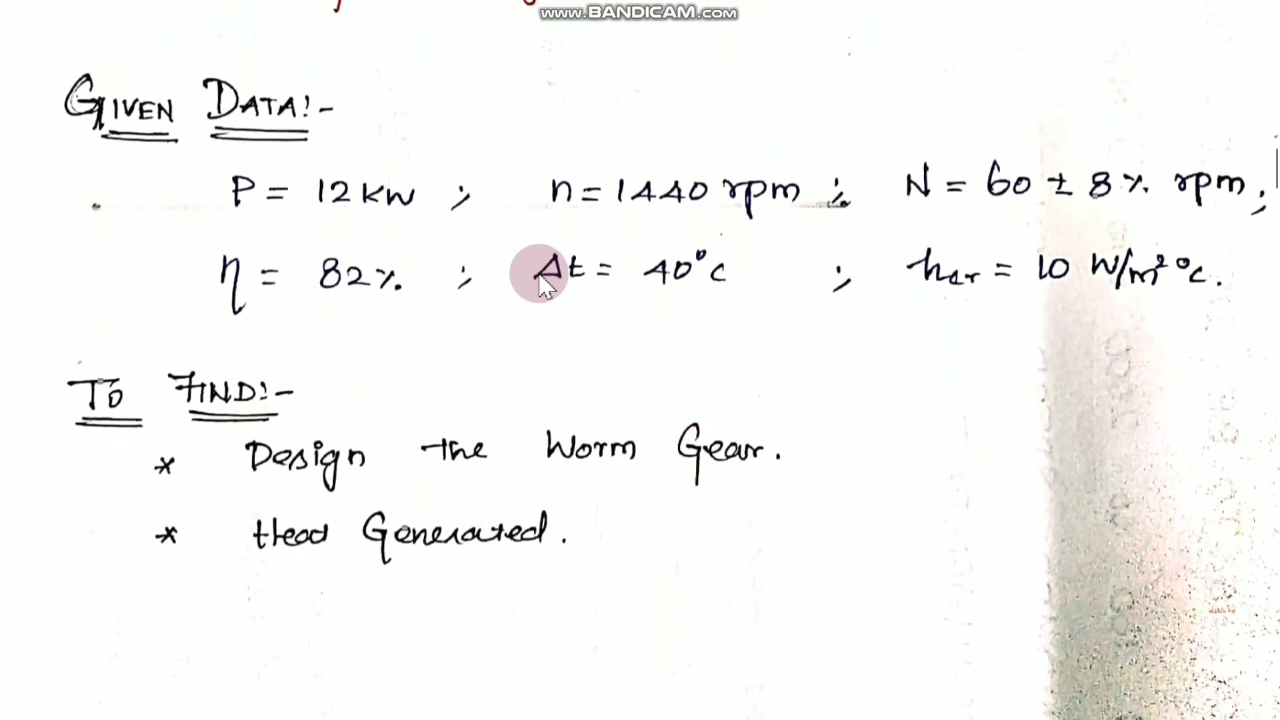 www.BANDICAM.com
GIVEN DATA:-
P = 12 kW ; n = 1440 rpm ; N = 60 ± 8% rpm ;
η = 82% ; Δt = 40°C ; hcr = 10 W/m² °C.
TO FIND:-
* Design the Worm Gear.
* Head Generated.